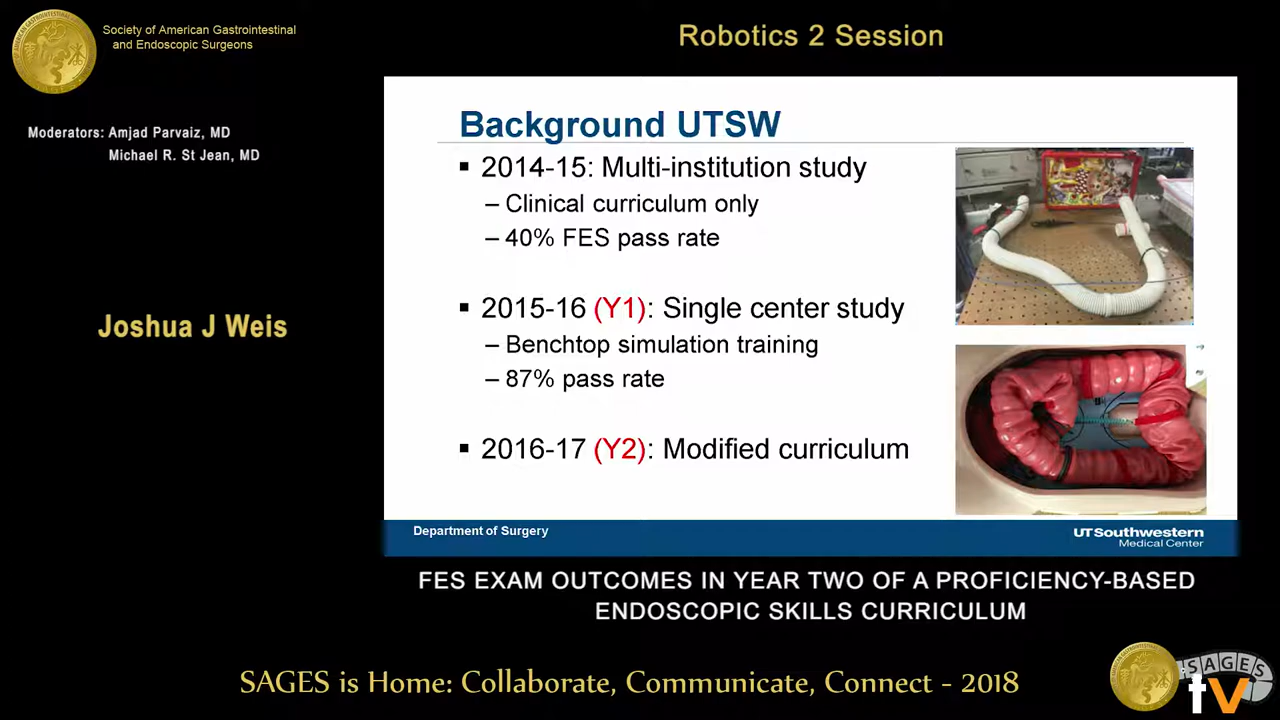 Society of American Gastrointestinal
and Endoscopic Surgeons
Robotics 2 Session
Moderators: Amjad Parvaiz, MD
Michael R. St Jean, MD
Joshua J Weis
Background UTSW
▪ 2014-15: Multi-institution study
– Clinical curriculum only
– 40% FES pass rate
▪ 2015-16 (Y1): Single center study
– Benchtop simulation training
– 87% pass rate
▪ 2016-17 (Y2): Modified curriculum
Department of Surgery
UTSouthwestern
Medical Center
FES EXAM OUTCOMES IN YEAR TWO OF A PROFICIENCY-BASED
ENDOSCOPIC SKILLS CURRICULUM
SAGES is Home: Collaborate, Communicate, Connect - 2018
SAGES
tv